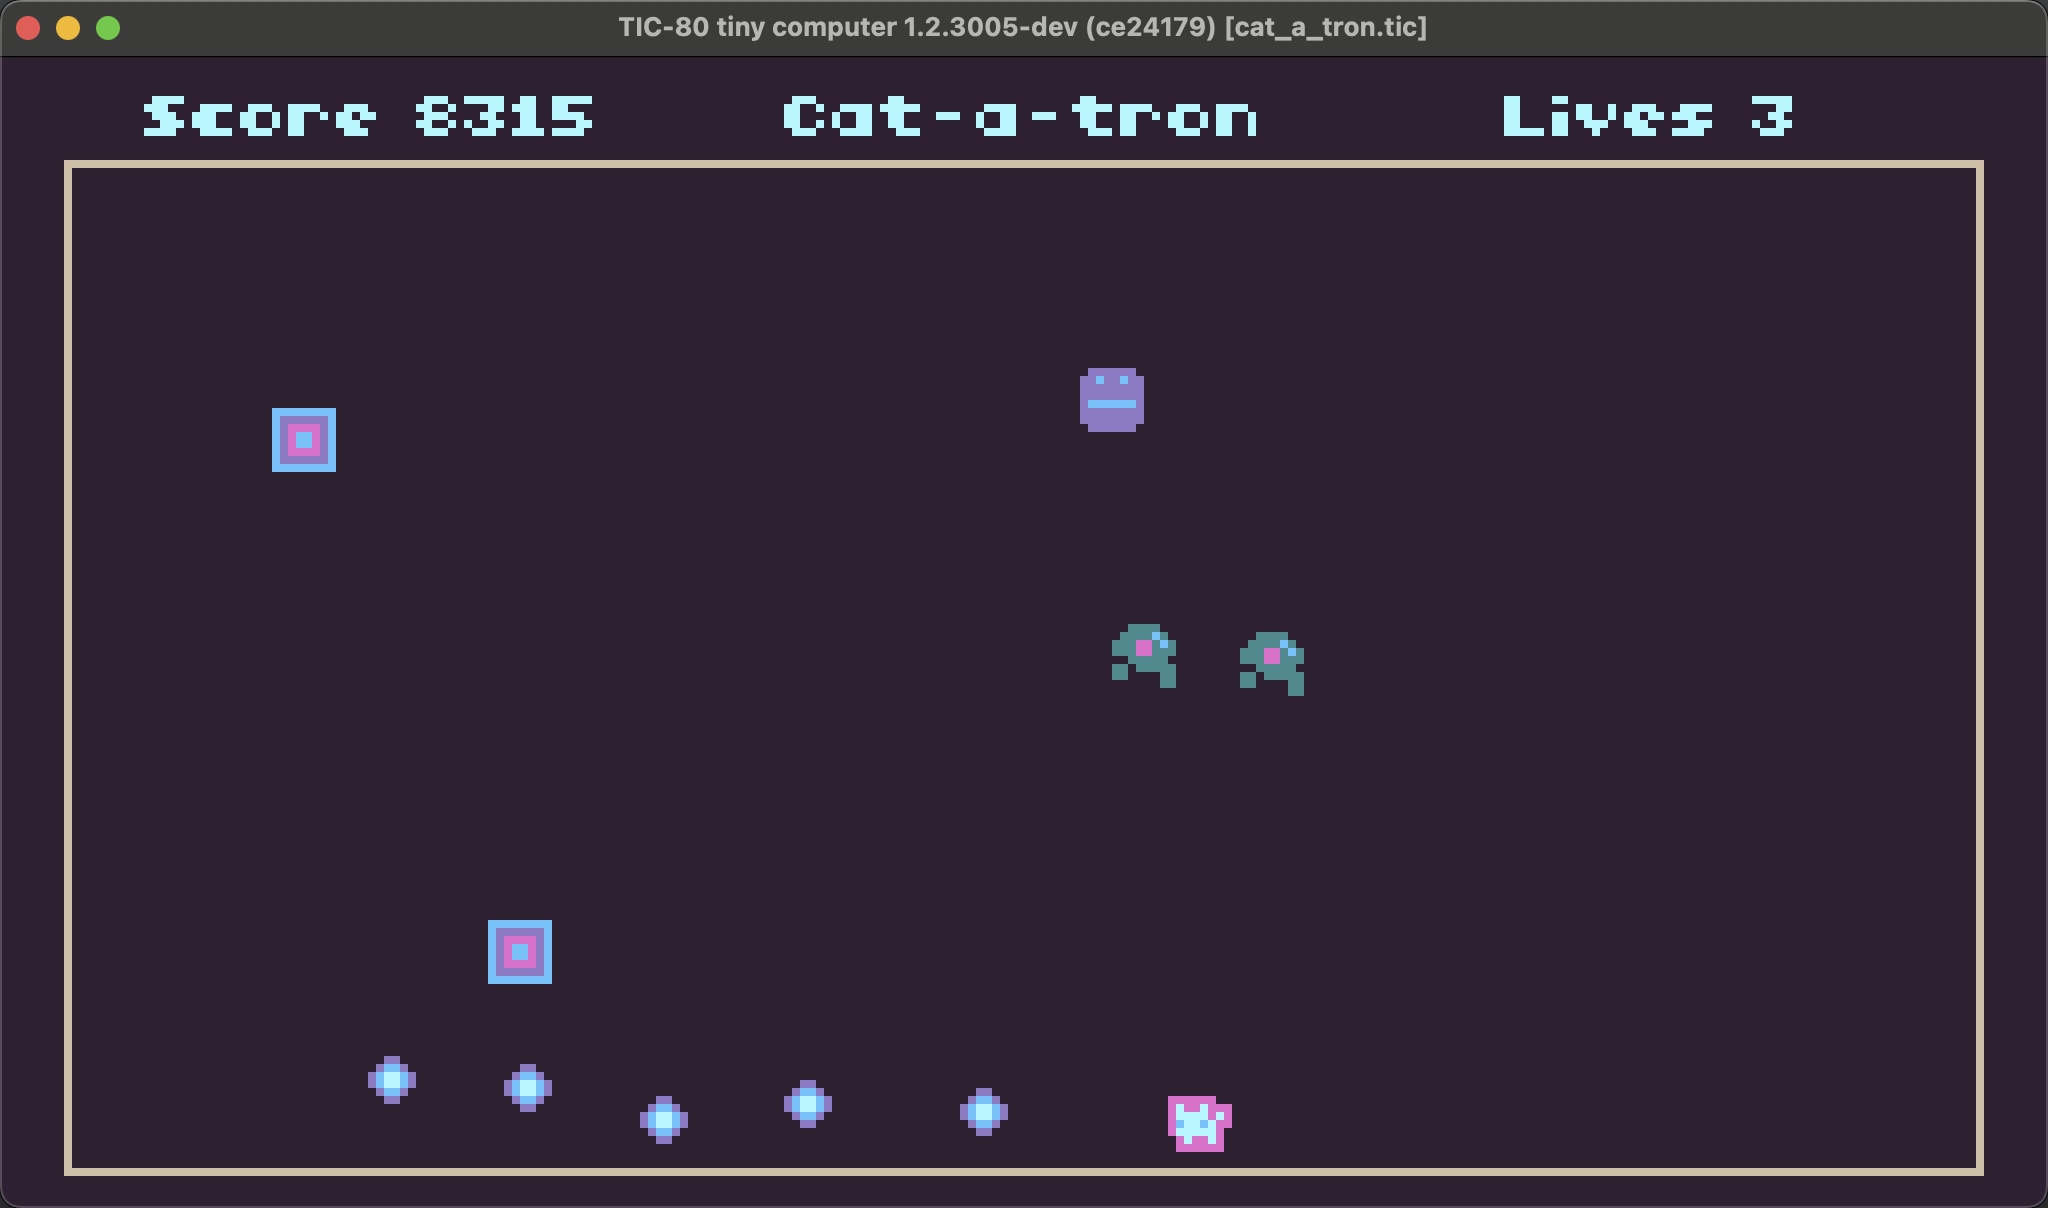 TIC-80 tiny computer 1.2.3005-dev (ce24179) [cat_a_tron.tic]
Score 8315 Cat-a-tron Lives 3